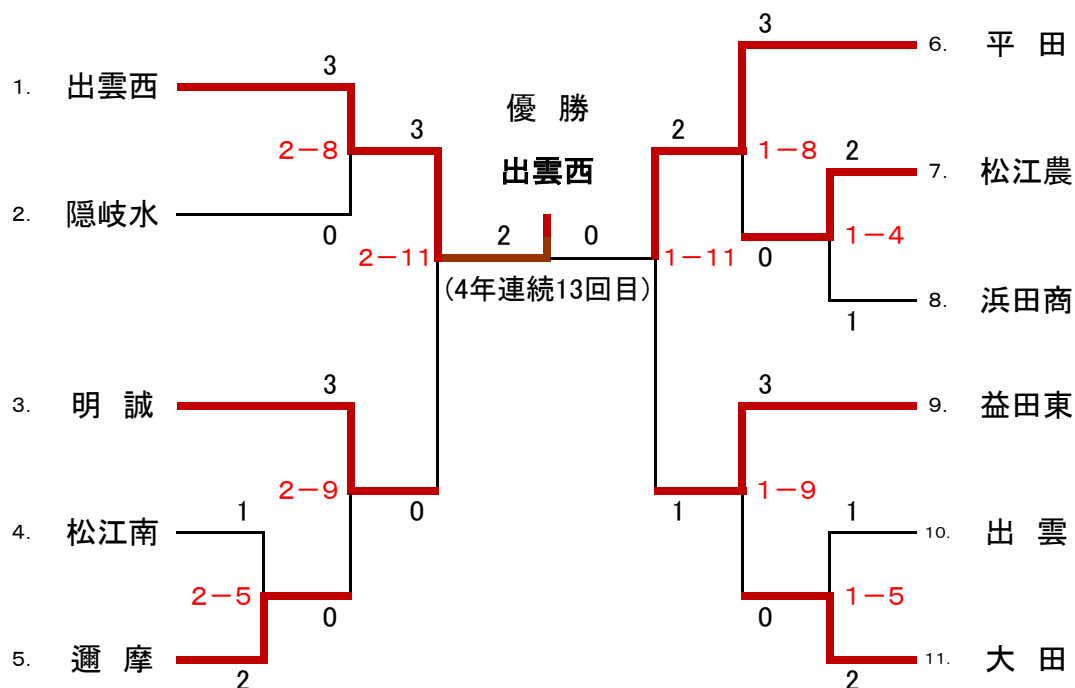 3
1. 出雲西
2－8
3
2. 隠岐水
0
2－11
3
3. 明 誠
2－9
0
1
4. 松江南
2－5
0
5. 邇 摩
2
優 勝
出雲西
2 0
(4年連続13回目)
3
6. 平 田
2
1－8
2
7. 松江農
1－4
0
1－11
8. 浜田商
1
3
9. 益田東
1－9
1
1
10. 出 雲
1－5
0
11. 大 田
2